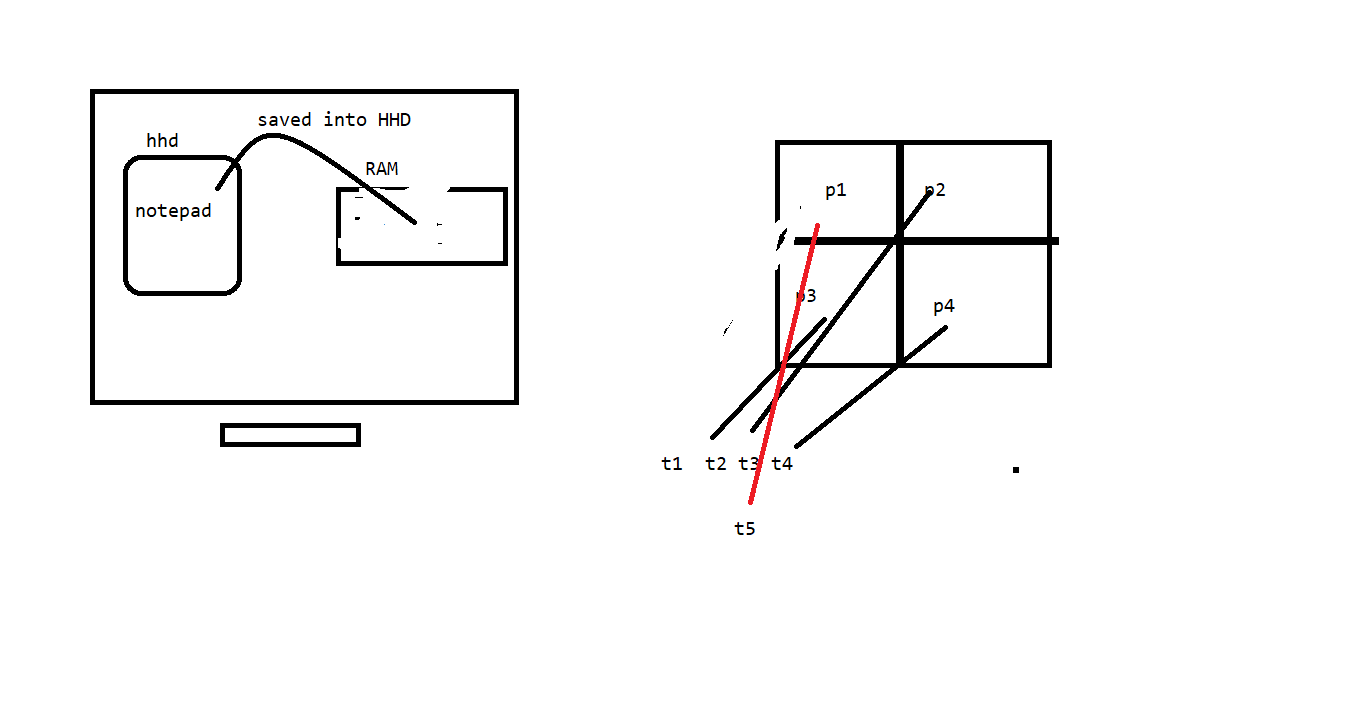 saved into HHD
hhd
RAM
notepad
p1
p2
p3
p4
t1 t2 t3 t4
t5